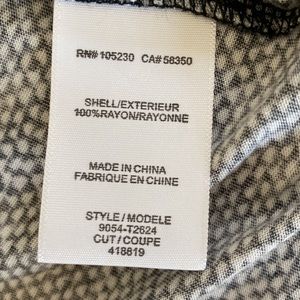 RN# 105230 CA# 58350
SHELL/EXTERIEUR
100%RAYON/RAYONNE
MADE IN CHINA
FABRIQUE EN CHINE
STYLE / MODELE
9054-T2624
CUT / COUPE
418819